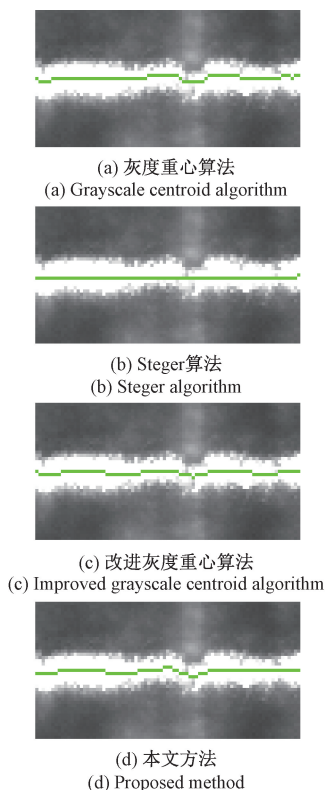 (a) 灰度重心算法
(a) Grayscale centroid algorithm
(b) Steger算法
(b) Steger algorithm
(c) 改进灰度重心算法
(c) Improved grayscale centroid algorithm
(d) 本文方法
(d) Proposed method